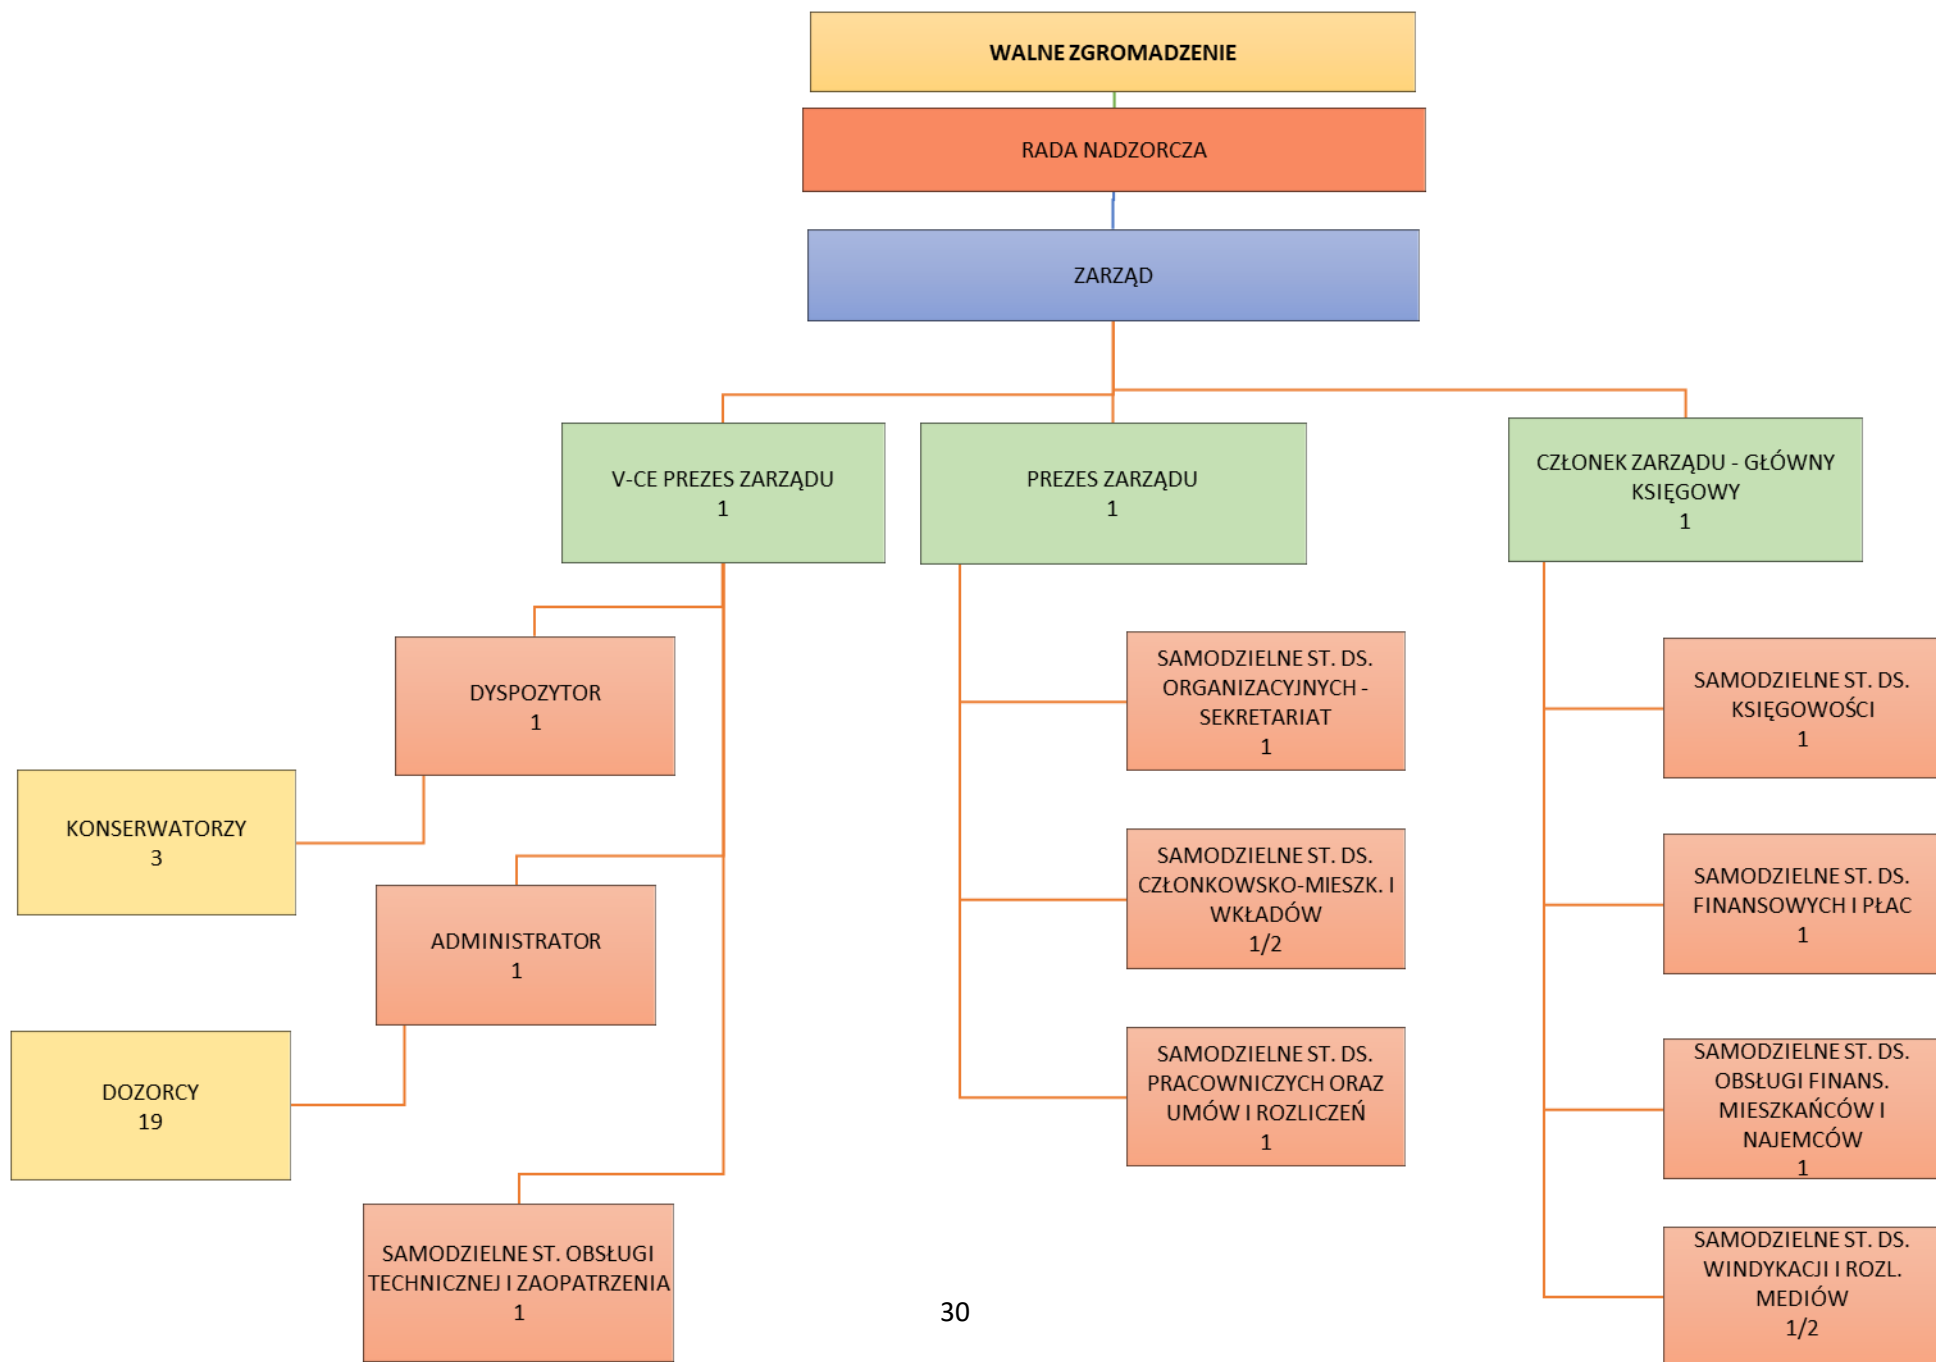 WALNE ZGROMADZENIE
RADA NADZORCZA
ZARZĄD
V-CE PREZES ZARZĄDU
1
PREZES ZARZĄDU
1
CZŁONEK ZARZĄDU - GŁÓWNY
KSIĘGOWY
1
DYSPOZYTOR
1
KONSERWATORZY
3
ADMINISTRATOR
1
DOZORCY
19
SAMODZIELNE ST. OBSŁUGI
TECHNICZNEJ I ZAOPATRZENIA
1
SAMODZIELNE ST. DS.
ORGANIZACYJNYCH -
SEKRETARIAT
1
SAMODZIELNE ST. DS.
CZŁONKOWSKO-MIESZK. I
WKŁADÓW
1/2
SAMODZIELNE ST. DS.
PRACOWNICZYCH ORAZ
UMÓW I ROZLICZEŃ
1
SAMODZIELNE ST. DS.
KSIĘGOWOŚCI
1
SAMODZIELNE ST. DS.
FINANSOWYCH I PŁAC
1
SAMODZIELNE ST. DS.
OBSŁUGI FINANS.
MIESZKAŃCÓW I
NAJEMCÓW
1
SAMODZIELNE ST. DS.
WINDYKACJI I ROZL.
MEDIÓW
1/2
30